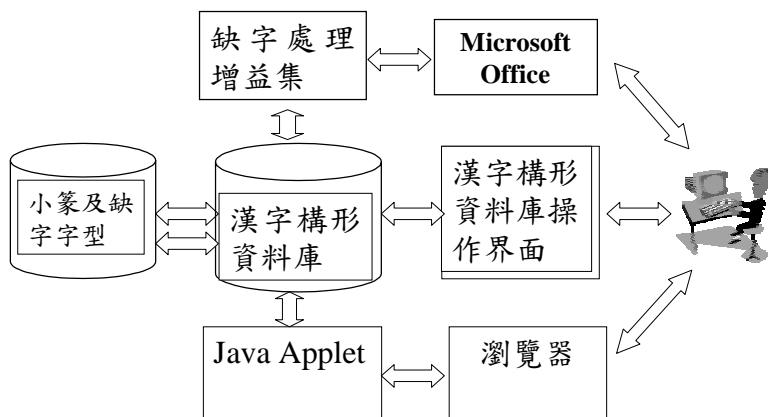 缺字處理
增益集
Microsoft
Office
小篆及缺
字字型
漢字構形
資料庫
漢字構形
資料庫操
作界面
Java Applet
瀏覽器